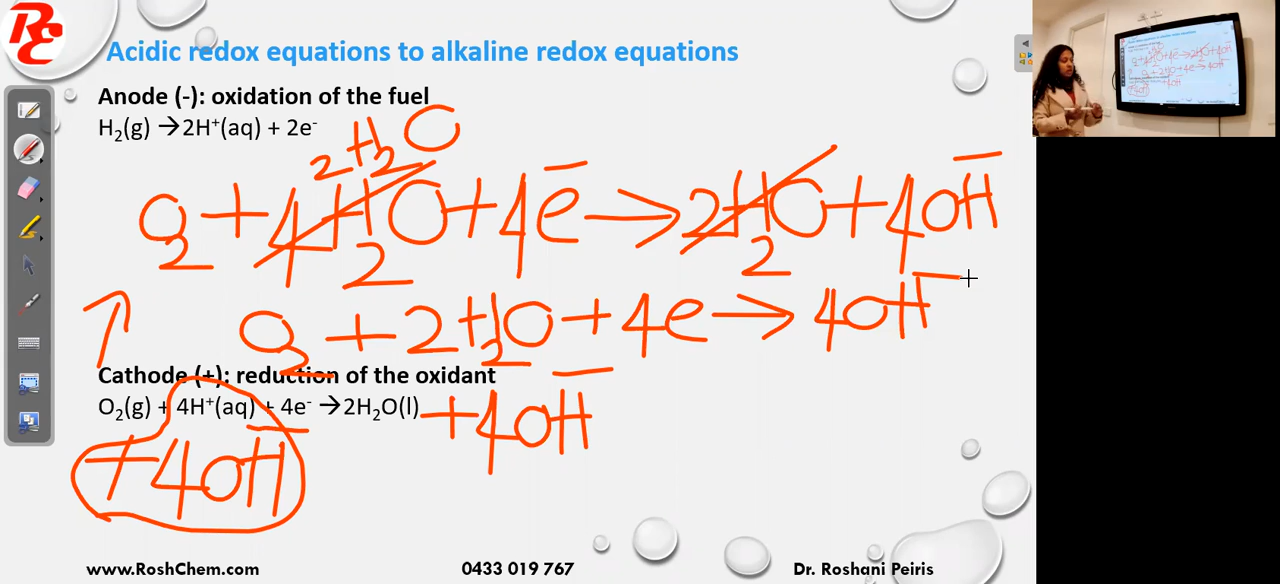 RC
Acidic redox equations to alkaline redox equations
Anode (-): oxidation of the fuel
H₂(g) →2H⁺(aq) + 2e⁻
2H₂O
O₂ + 4H₂O + 4e⁻ → 2H₂O + 4OH⁻
O₂ + 2H₂O + 4e → 4OH⁻
Cathode (+): reduction of the oxidant
O₂(g) + 4H⁺(aq) + 4e⁻ →2H₂O(l) + 4OH⁻
+4OH⁻
www.RoshChem.com
0433 019 767
Dr. Roshani Peiris